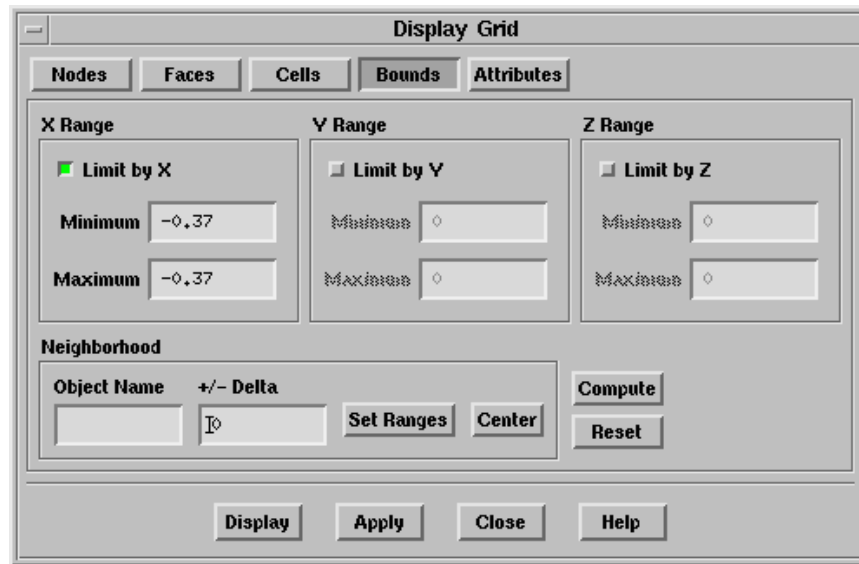 Display Grid
Nodes Faces Cells Bounds Attributes
X Range Y Range Z Range
Limit by X Limit by Y Limit by Z
Minimum -0.37 Minimum 0 Minimum 0
Maximum -0.37 Maximum 0 Maximum 0
Neighborhood
Object Name +/- Delta
0 Set Ranges Center Compute
Reset
Display Apply Close Help